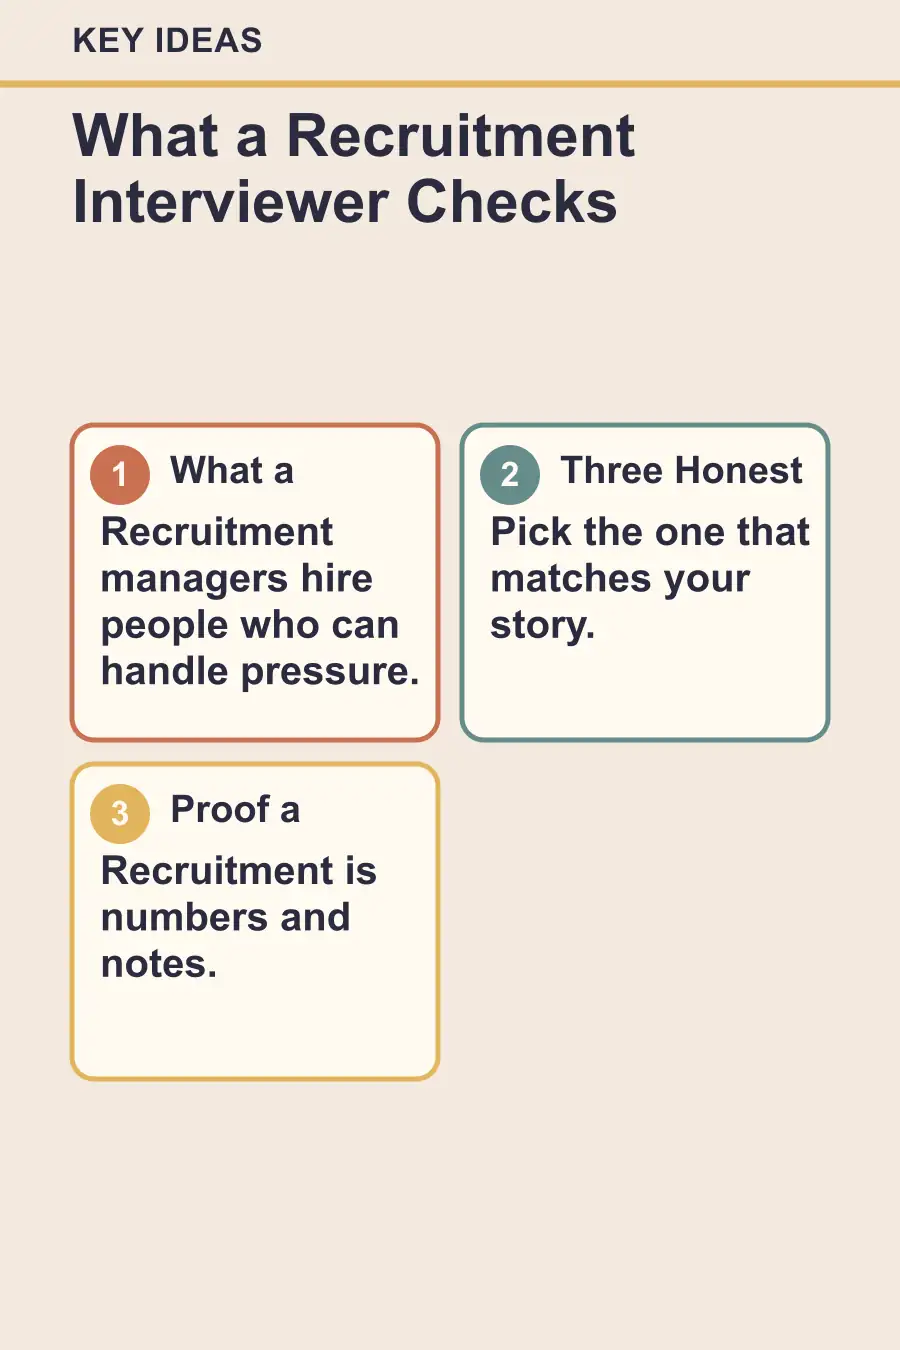 KEY IDEAS
What a Recruitment
Interviewer Checks
1 What a
Recruitment
managers hire
people who can
handle pressure.
2 Three Honest
Pick the one that
matches your
story.
3 Proof a
Recruitment is
numbers and
notes.